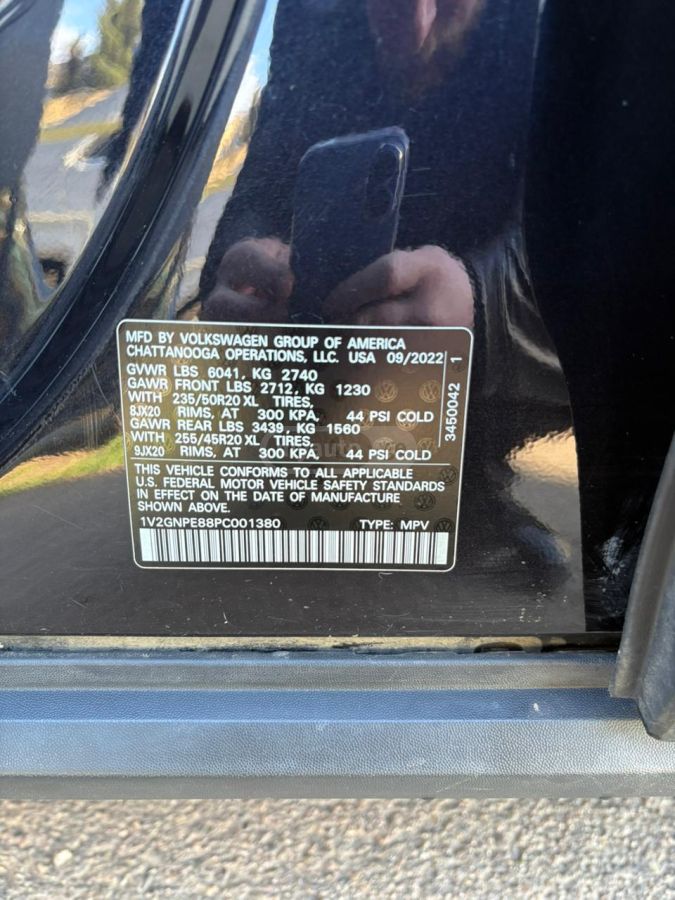 MFD BY VOLKSWAGEN GROUP OF AMERICA
CHATTANOOGA OPERATIONS, LLC. USA 09/2022
GVWR LBS 6041, KG 2740
GAWR FRONT LBS 2712, KG 1230
WITH 235/50R20 XL TIRES,
8JX20 RIMS, AT 300 KPA, 44 PSI COLD
GAWR REAR LBS 3439, KG 1560
WITH 255/45R20 XL TIRES,
9JX20 RIMS, AT 300 KPA, 44 PSI COLD
3450042 1
THIS VEHICLE CONFORMS TO ALL APPLICABLE
U.S. FEDERAL MOTOR VEHICLE SAFETY STANDARDS
IN EFFECT ON THE DATE OF MANUFACTURE
SHOWN ABOVE.
1V2GNPE88PC001380 TYPE: MPV